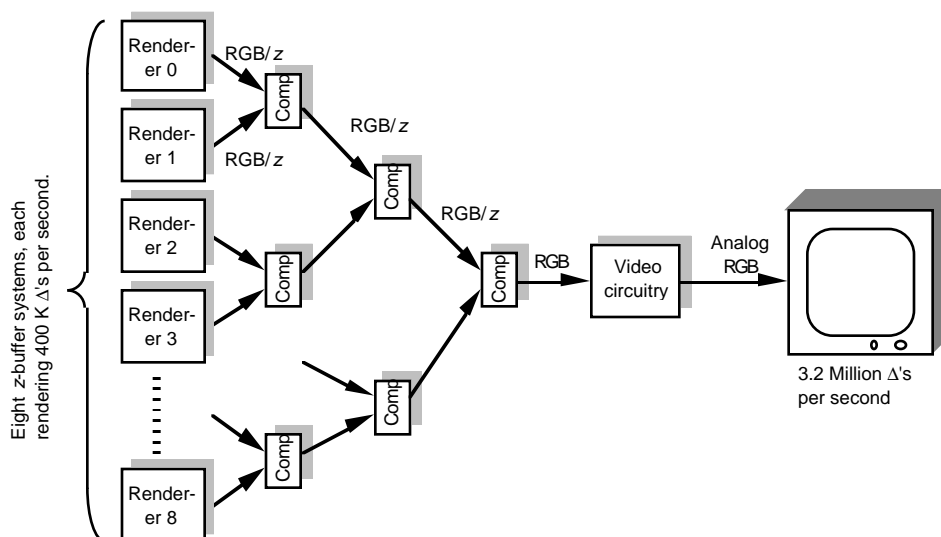 Eight z-buffer systems, each
rendering 400 K Δ's per second.
Render-
er 0
RGB/ z
Comp
Render-
er 1
RGB/ z
RGB/ z
Comp
Render-
er 2
Comp
Render-
er 3
RGB/ z
Comp
RGB
Video
circuitry
Analog
RGB
3.2 Million Δ's
per second
Comp
Comp
Render-
er 8